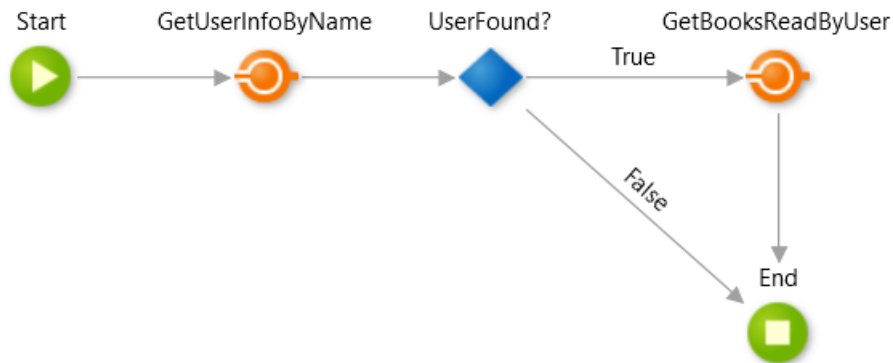 Start
GetUserInfoByName
UserFound?
GetBooksReadByUser
True
False
End